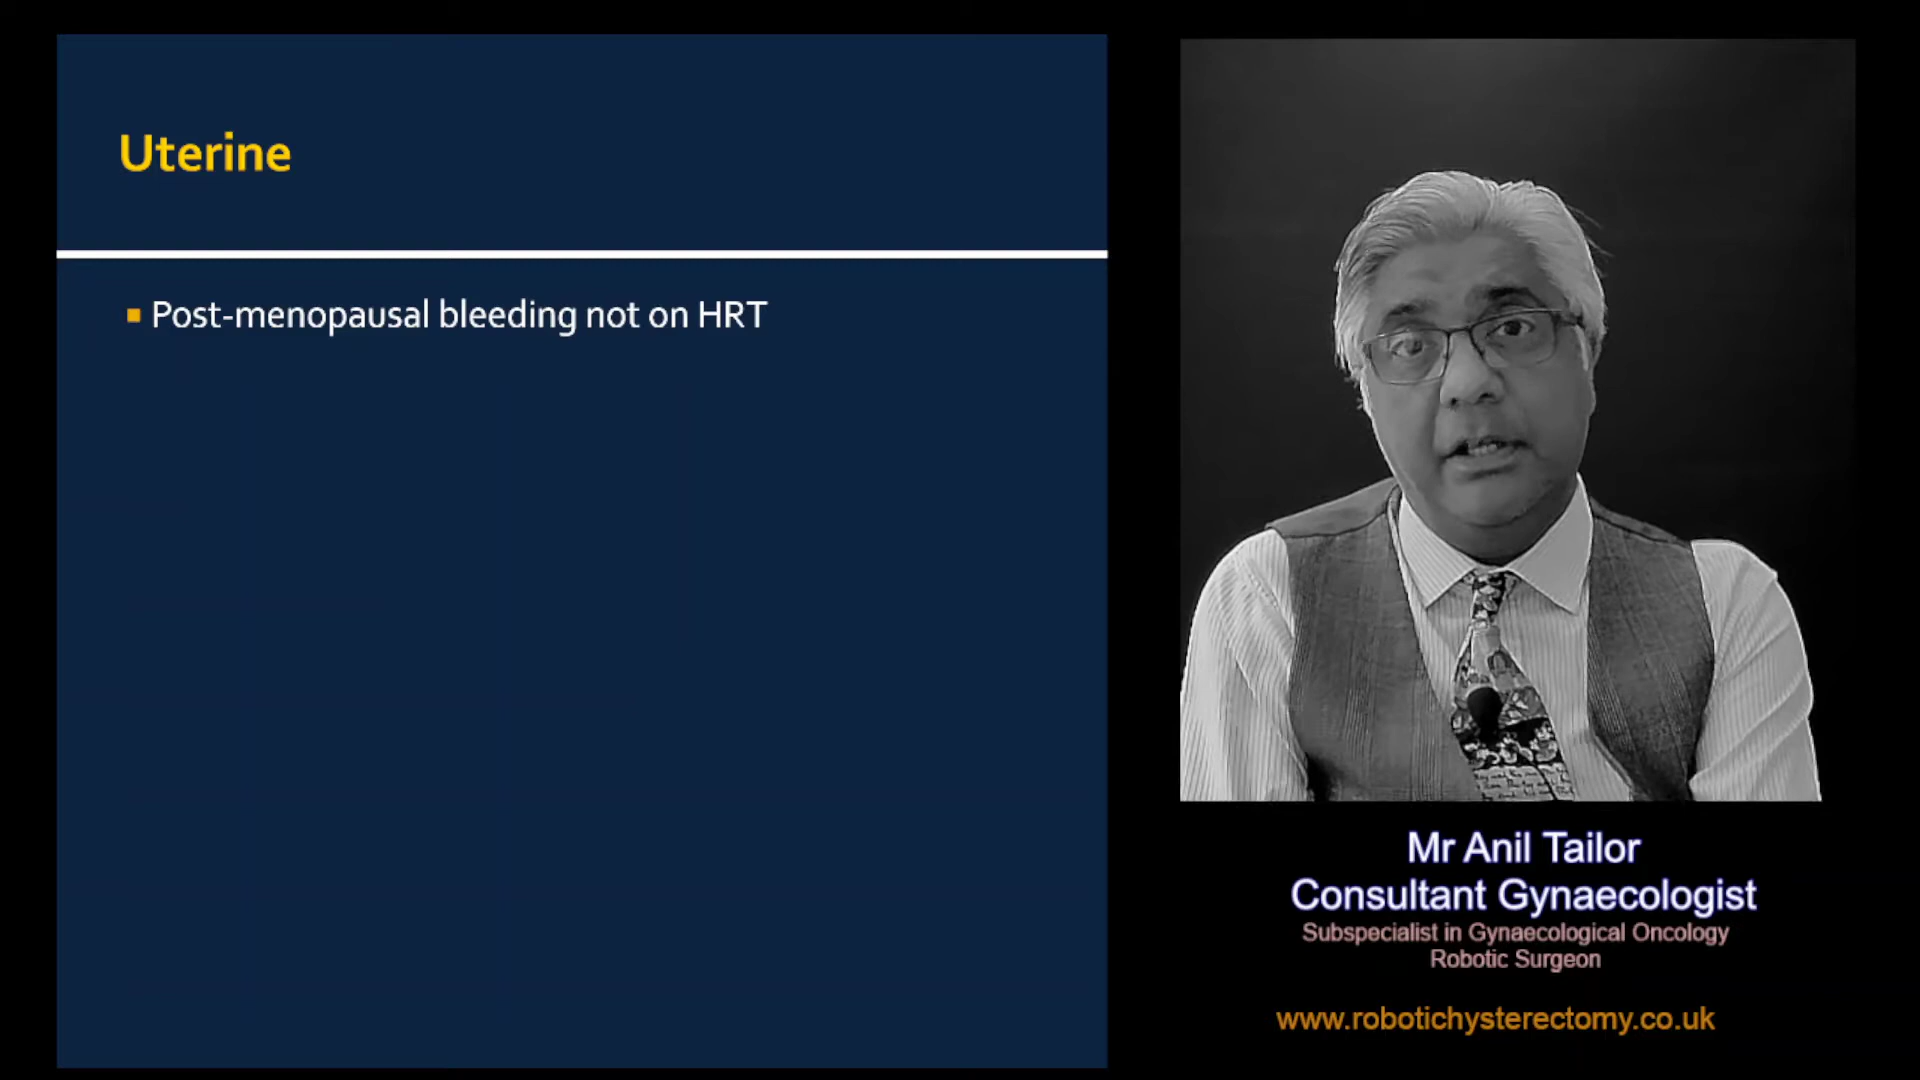 Uterine
Post-menopausal bleeding not on HRT
Mr Anil Tailor
Consultant Gynaecologist
Subspecialist in Gynaecological Oncology
Robotic Surgeon
www.robotichysterectomy.co.uk